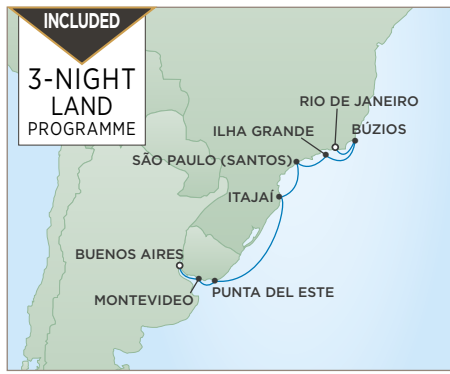 INCLUDED
3-NIGHT
LAND
PROGRAMME
RIO DE JANEIRO
ILHA GRANDE
BÚZIOS
SÃO PAULO (SANTOS)
ITAJAÍ
BUENOS AIRES
PUNTA DEL ESTE
MONTEVIDEO